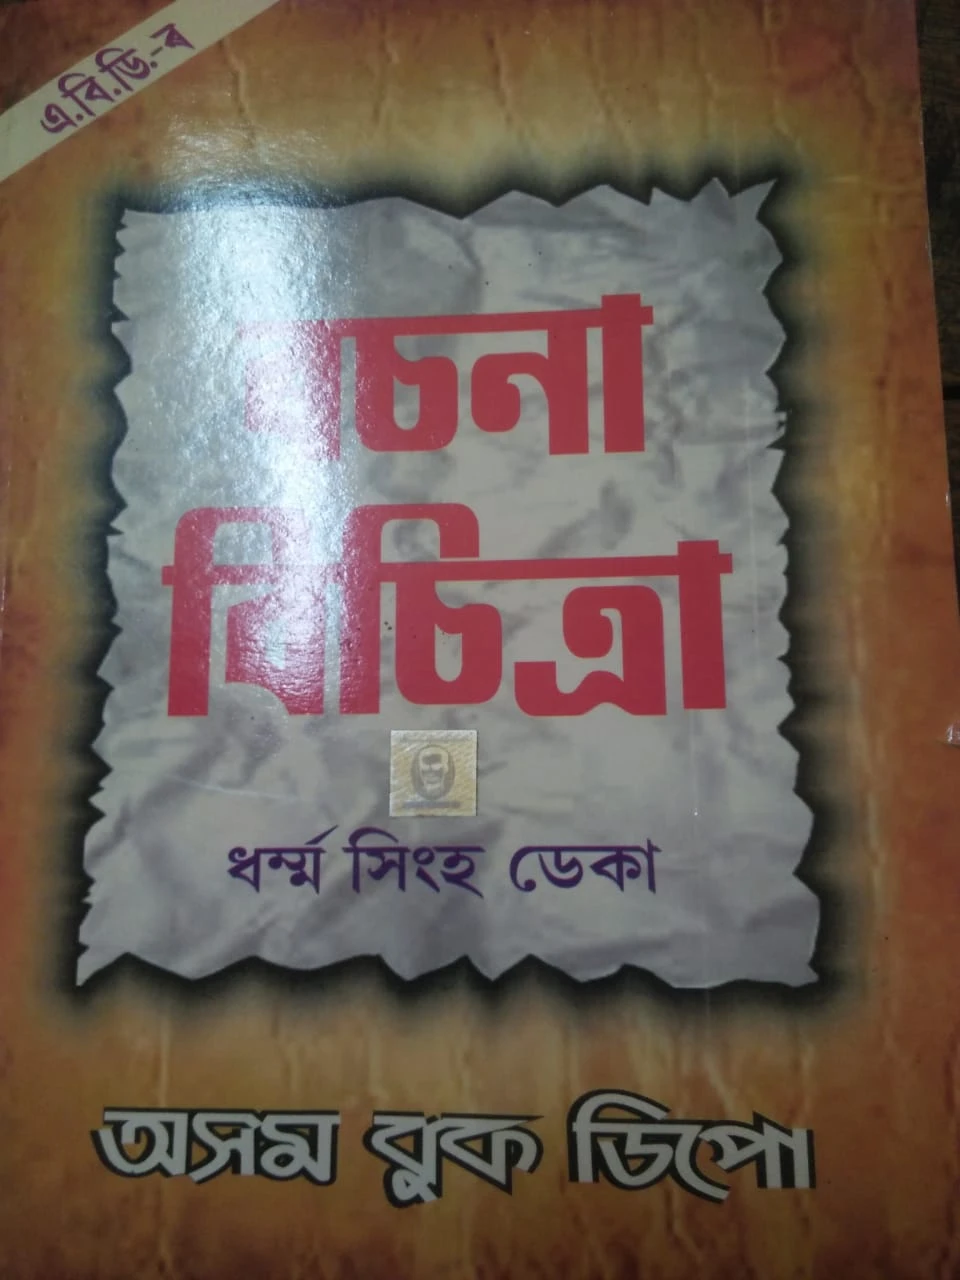 এ.বি.ডি.-ৰ
ৰচনা
বিচিত্ৰা
ধৰ্ম্ম সিংহ ডেকা
অসম বুক ডিপো